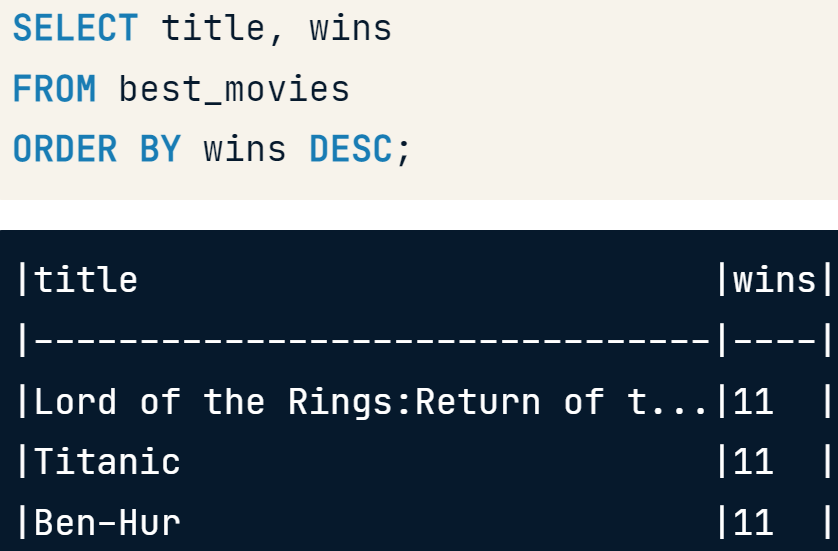 SELECT title, wins
FROM best_movies
ORDER BY wins DESC;
|title                           |wins|
|--------------------------------|----|
|Lord of the Rings:Return of t...|11  |
|Titanic                         |11  |
|Ben-Hur                         |11  |